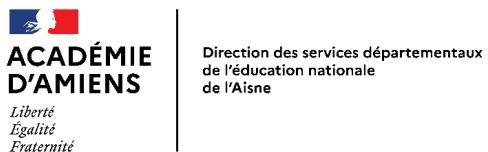 ACADÉMIE
D'AMIENS
Liberté
Égalité
Fraternité
Direction des services départementaux
de l'éducation nationale
de l'Aisne